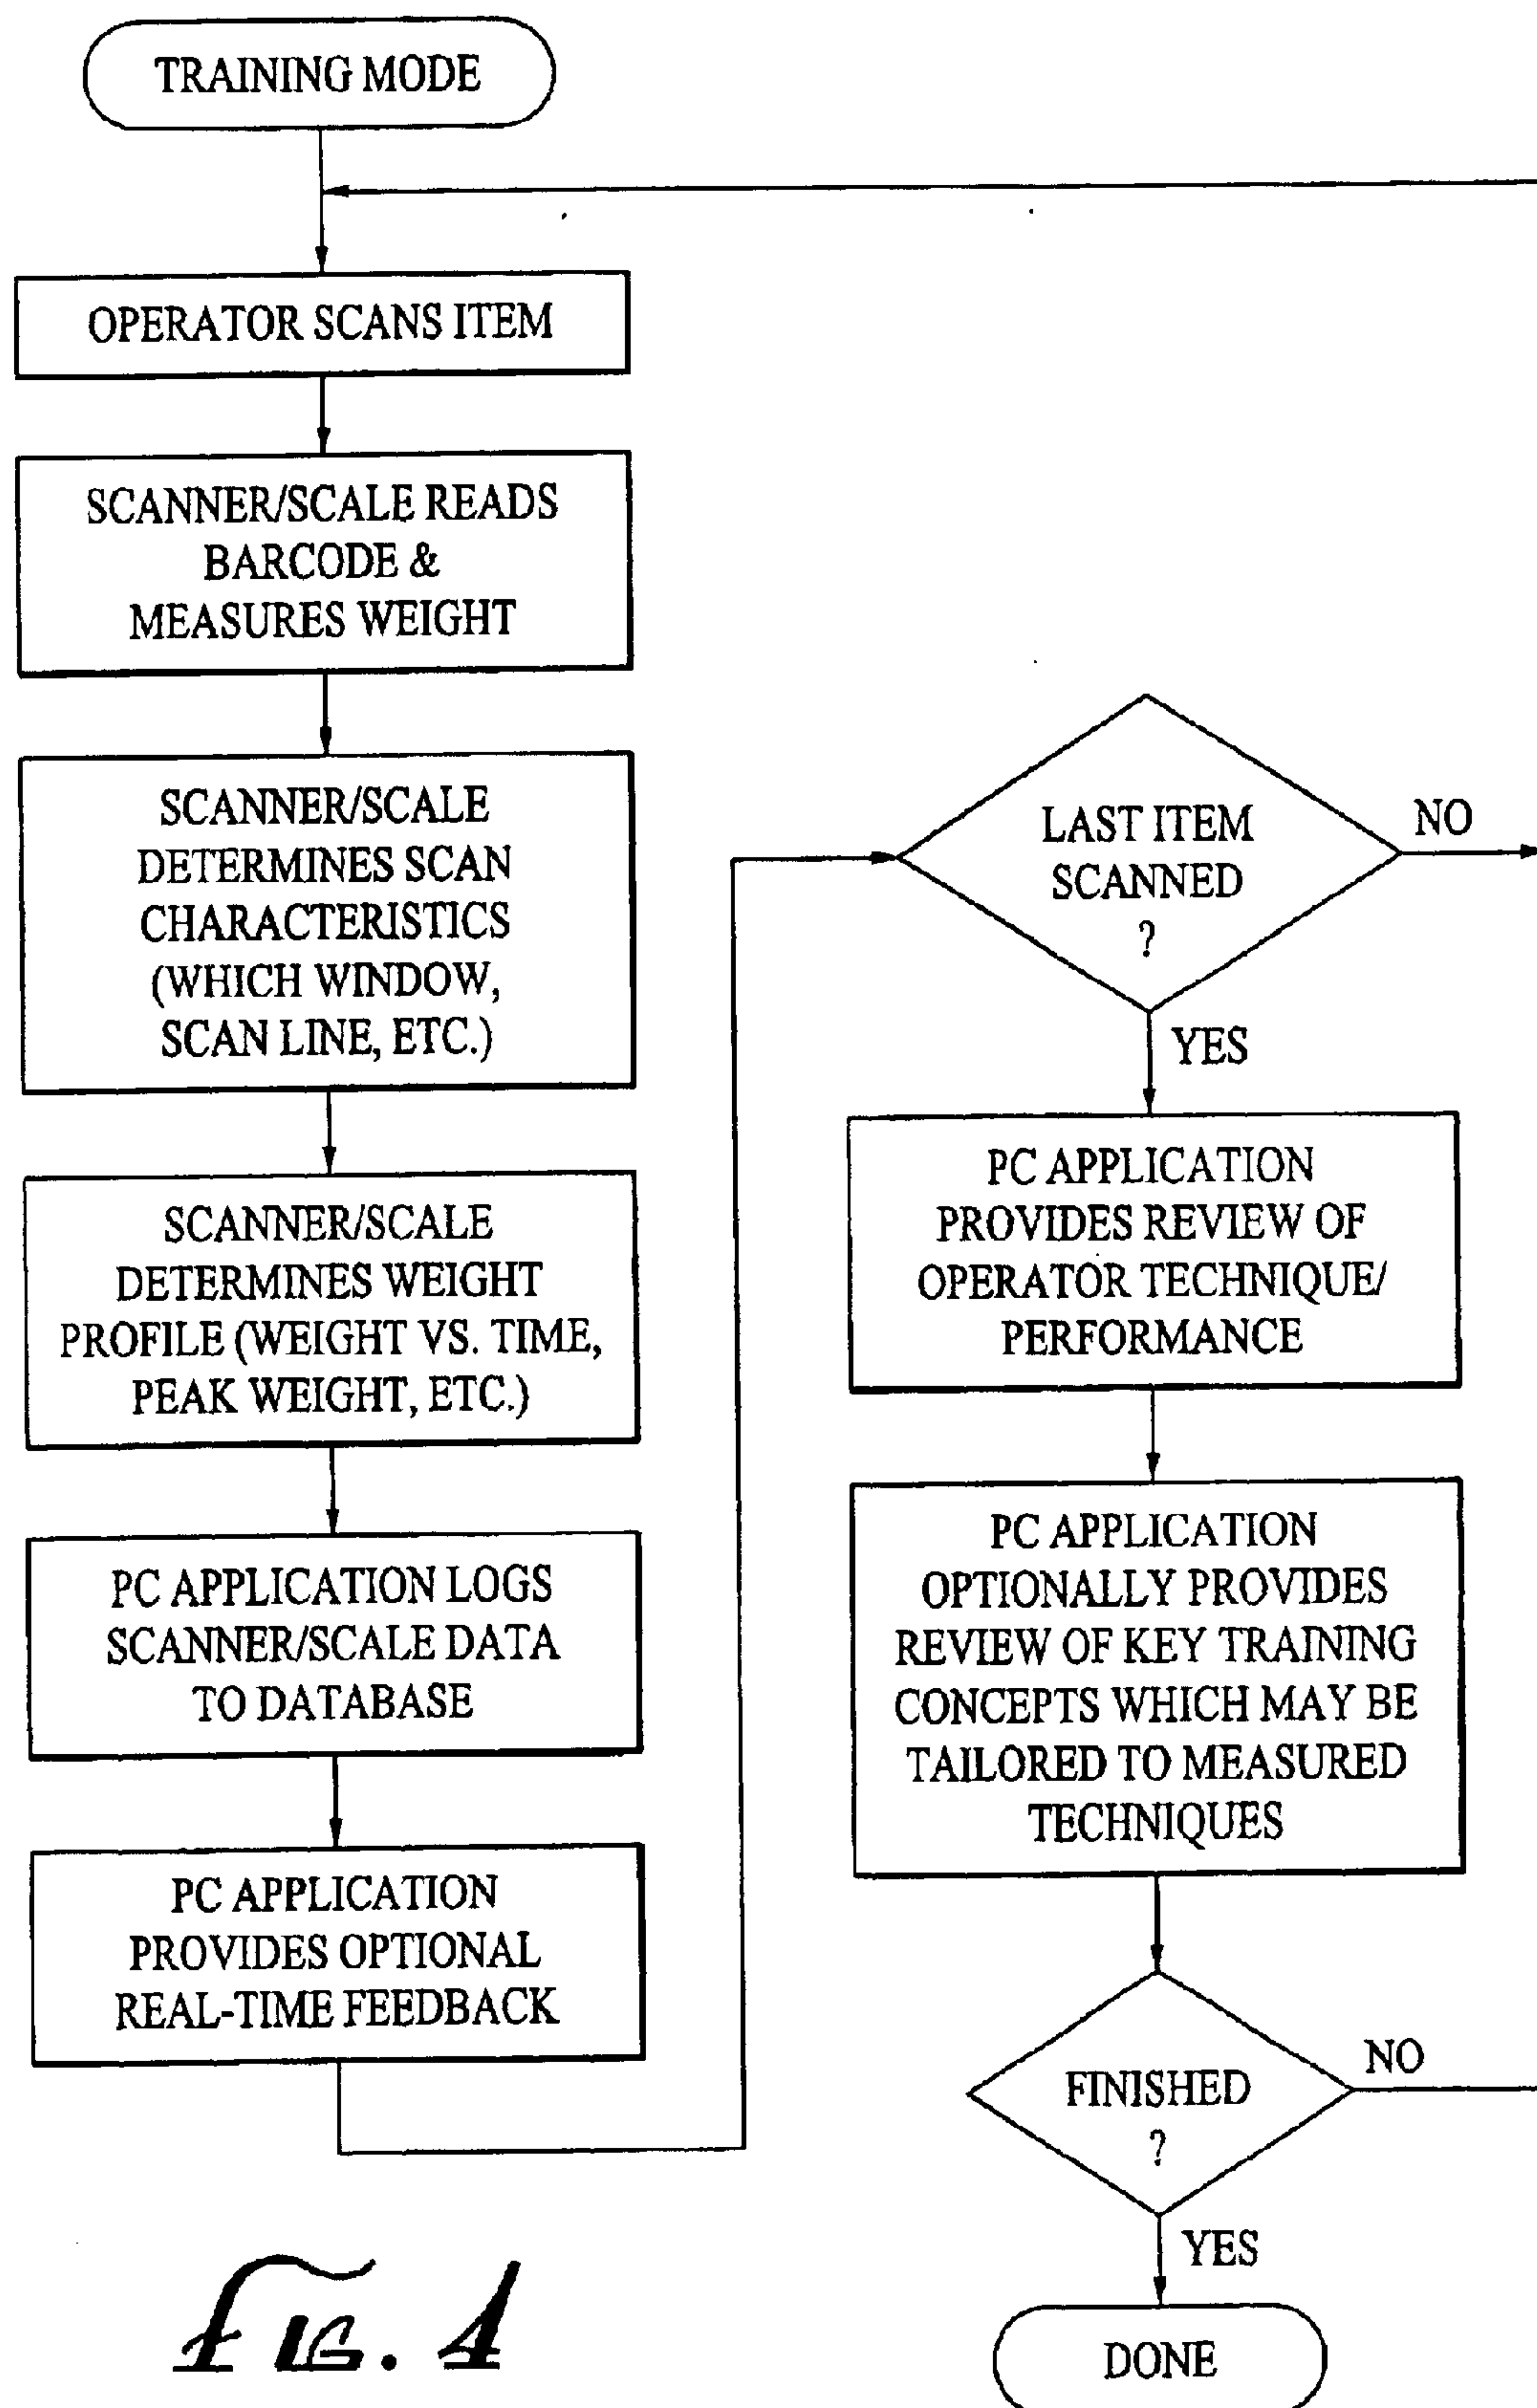 TRAINING MODE
OPERATOR SCANS ITEM
SCANNER/SCALE READS
BARCODE &
MEASURES WEIGHT
SCANNER/SCALE
DETERMINES SCAN
CHARACTERISTICS
(WHICH WINDOW,
SCAN LINE, ETC.)
SCANNER/SCALE
DETERMINES WEIGHT
PROFILE (WEIGHT VS. TIME,
PEAK WEIGHT, ETC.)
PC APPLICATION LOGS
SCANNER/SCALE DATA
TO DATABASE
PC APPLICATION
PROVIDES OPTIONAL
REAL-TIME FEEDBACK
LAST ITEM
SCANNED
?
NO
YES
PC APPLICATION
PROVIDES REVIEW OF
OPERATOR TECHNIQUE/
PERFORMANCE
PC APPLICATION
OPTIONALLY PROVIDES
REVIEW OF KEY TRAINING
CONCEPTS WHICH MAY BE
TAILORED TO MEASURED
TECHNIQUES
FINISHED
?
NO
YES
DONE
FIG. 4